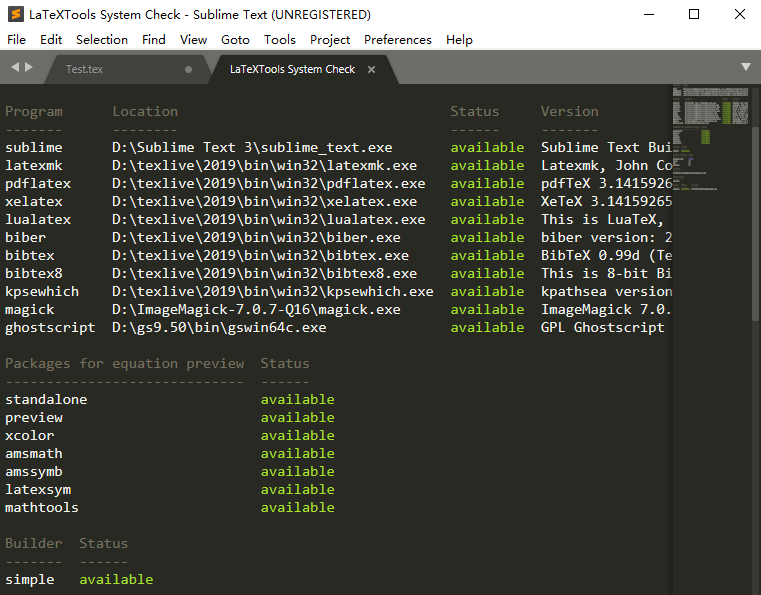 LaTeXTools System Check - Sublime Text (UNREGISTERED)
File Edit Selection Find View Goto Tools Project Preferences Help
Test.tex LaTeXTools System Check
Program Location Status Version
------- -------- ------ -------
sublime D:\Sublime Text 3\sublime_text.exe available Sublime Text Bui
latexmk D:\texlive\2019\bin\win32\latexmk.exe available Latexmk, John Co
pdflatex D:\texlive\2019\bin\win32\pdflatex.exe available pdfTeX 3.1415926
xelatex D:\texlive\2019\bin\win32\xelatex.exe available XeTeX 3.14159265
lualatex D:\texlive\2019\bin\win32\lualatex.exe available This is LuaTeX,
biber D:\texlive\2019\bin\win32\biber.exe available biber version: 2
bibtex D:\texlive\2019\bin\win32\bibtex.exe available BibTeX 0.99d (Te
bibtex8 D:\texlive\2019\bin\win32\bibtex8.exe available This is 8-bit Bi
kpsewhich D:\texlive\2019\bin\win32\kpsewhich.exe available kpathsea version
magick D:\ImageMagick-7.0.7-Q16\magick.exe available ImageMagick 7.0.
ghostscript D:\gs9.50\bin\gswin64c.exe available GPL Ghostscript
Packages for equation preview Status
----------------------------- ------
standalone available
preview available
xcolor available
amsmath available
amssymb available
latexsym available
mathtools available
Builder Status
------- ------
simple available